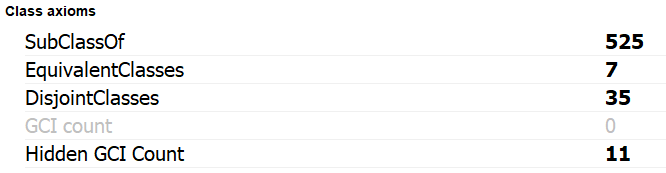 Class axioms
SubClassOf 525
EquivalentClasses 7
DisjointClasses 35
GCI count 0
Hidden GCI Count 11